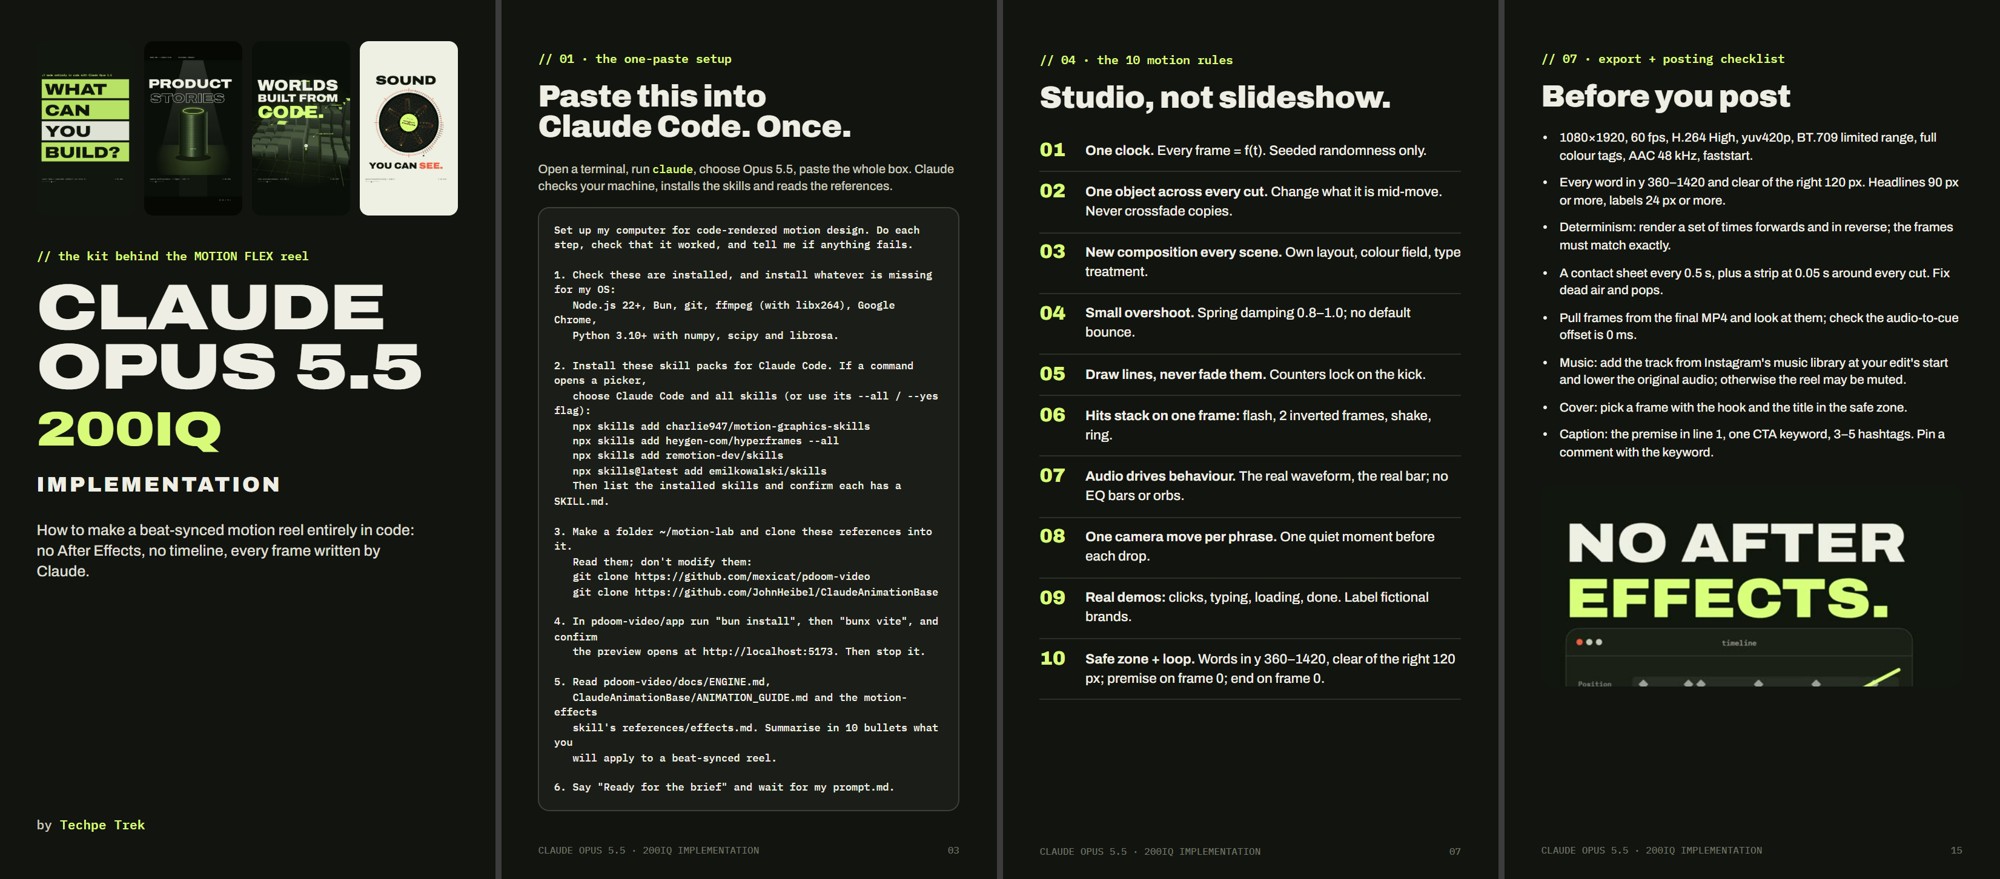 WHAT
CAN
YOU
BUILD?
PRODUCT
STORIES
WORLDS
BUILT FROM
CODE.
SOUND
YOU CAN SEE.
// the kit behind the MOTION FLEX reel
CLAUDE
OPUS 5.5
200IQ
IMPLEMENTATION
How to make a beat-synced motion reel entirely in code:
no After Effects, no timeline, every frame written by
Claude.
by Techpe Trek
// 01 · the one-paste setup
Paste this into
Claude Code. Once.
Open a terminal, run claude, choose Opus 5.5, paste the whole box. Claude
checks your machine, installs the skills and reads the references.
Set up my computer for code-rendered motion design. Do each
step, check that it worked, and tell me if anything fails.
1. Check these are installed, and install whatever is missing
for my OS:
Node.js 22+, Bun, git, ffmpeg (with libx264), Google
Chrome,
Python 3.10+ with numpy, scipy and librosa.
2. Install these skill packs for Claude Code. If a command
opens a picker,
choose Claude Code and all skills (or use its --all / --yes
flag):
npx skills add charlie947/motion-graphics-skills
npx skills add heygen-com/hyperframes --all
npx skills add remotion-dev/skills
npx skills@latest add emilkowalski/skills
Then list the installed skills and confirm each has a
SKILL.md.
3. Make a folder ~/motion-lab and clone these references into
it.
Read them; don't modify them:
git clone https://github.com/mexicat/pdoom-video
git clone https://github.com/JohnHeibel/ClaudeAnimationBase
4. In pdoom-video/app run "bun install", then "bunx vite", and
confirm
the preview opens at http://localhost:5173. Then stop it.
5. Read pdoom-video/docs/ENGINE.md,
ClaudeAnimationBase/ANIMATION_GUIDE.md and the motion-
effects
skill's references/effects.md. Summarise in 10 bullets what
you
will apply to a beat-synced reel.
6. Say "Ready for the brief" and wait for my prompt.md.
CLAUDE OPUS 5.5 · 200IQ IMPLEMENTATION 03
// 04 · the 10 motion rules
Studio, not slideshow.
01 One clock. Every frame = f(t). Seeded randomness only.
02 One object across every cut. Change what it is mid-move.
Never crossfade copies.
03 New composition every scene. Own layout, colour field, type
treatment.
04 Small overshoot. Spring damping 0.8–1.0; no default
bounce.
05 Draw lines, never fade them. Counters lock on the kick.
06 Hits stack on one frame: flash, 2 inverted frames, shake,
ring.
07 Audio drives behaviour. The real waveform, the real bar; no
EQ bars or orbs.
08 One camera move per phrase. One quiet moment before
each drop.
09 Real demos: clicks, typing, loading, done. Label fictional
brands.
10 Safe zone + loop. Words in y 360–1420, clear of the right 120
px; premise on frame 0; end on frame 0.
CLAUDE OPUS 5.5 · 200IQ IMPLEMENTATION 07
// 07 · export + posting checklist
Before you post
• 1080×1920, 60 fps, H.264 High, yuv420p, BT.709 limited range, full
colour tags, AAC 48 kHz, faststart.
• Every word in y 360–1420 and clear of the right 120 px. Headlines 90 px
or more, labels 24 px or more.
• Determinism: render a set of times forwards and in reverse; the frames
must match exactly.
• A contact sheet every 0.5 s, plus a strip at 0.05 s around every cut. Fix
dead air and pops.
• Pull frames from the final MP4 and look at them; check the audio-to-cue
offset is 0 ms.
• Music: add the track from Instagram's music library at your edit's start
and lower the original audio; otherwise the reel may be muted.
• Cover: pick a frame with the hook and the title in the safe zone.
• Caption: the premise in line 1, one CTA keyword, 3–5 hashtags. Pin a
comment with the keyword.
NO AFTER
EFFECTS.
timeline
Position
CLAUDE OPUS 5.5 · 200IQ IMPLEMENTATION 15